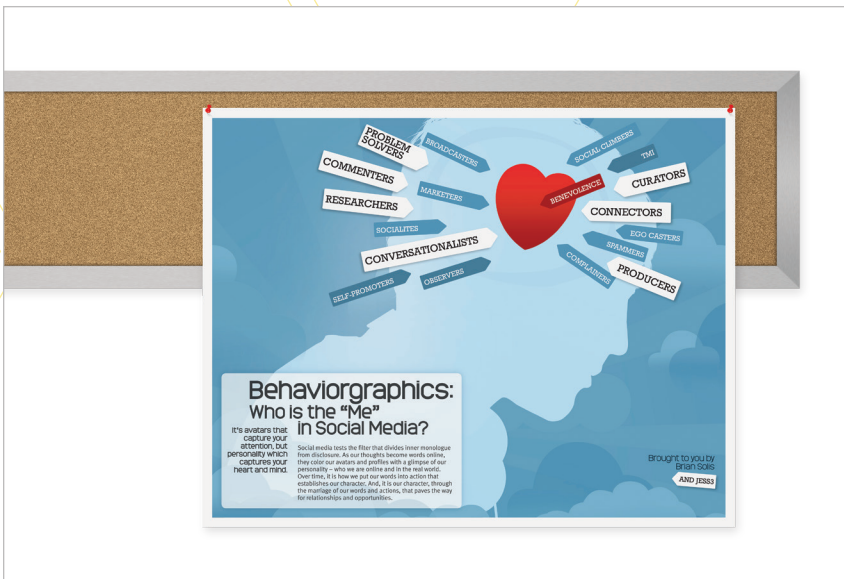 PROBLEM
SOLVERS
BROADCASTERS
COMMENTERS
MARKETERS
RESEARCHERS
SOCIALITES
CONVERSATIONALISTS
SELF-PROMOTERS
OBSERVERS
SOCIAL CLIMBERS
TMI
BENEVOLENCE
CURATORS
CONNECTORS
EGO CASTERS
SPAMMERS
COMPLAINERS
PRODUCERS
Behaviorgraphics:
Who is the “Me”
in Social Media?
It's avatars that
capture your
attention, but
personality which
captures your
heart and mind.
Social media tests the filter that divides inner monologue
from disclosure. As our thoughts become words online,
they color our avatars and profiles with a glimpse of our
personality – who we are online and in the real world.
Over time, it is how we put our words into action that
establishes our character. And, it is our character, through
the marriage of our words and actions, that paves the way
for relationships and opportunities.
Brought to you by
Brian Solis
AND JESS3